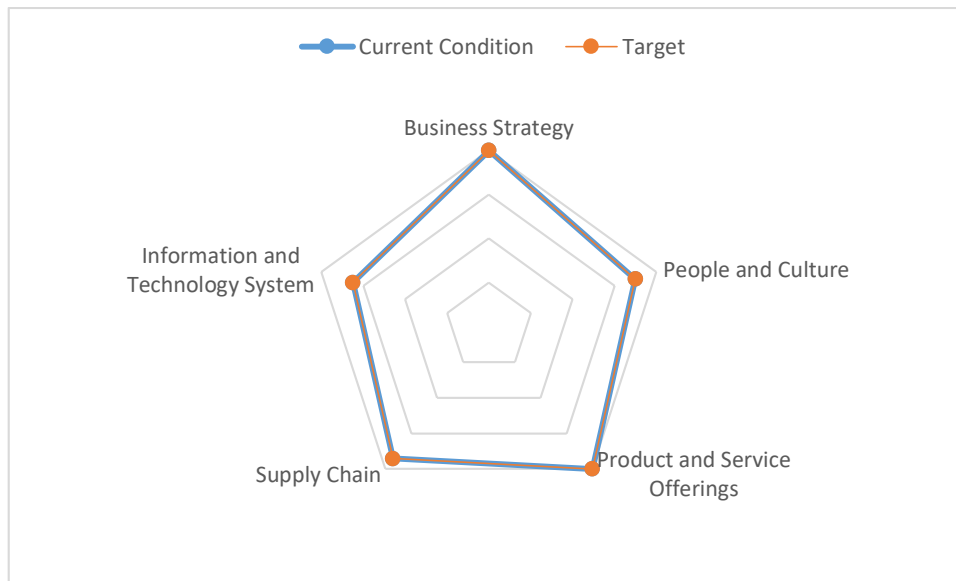 Current Condition
Target
Business Strategy
Information and
Technology System
People and Culture
Supply Chain
Product and Service
Offerings